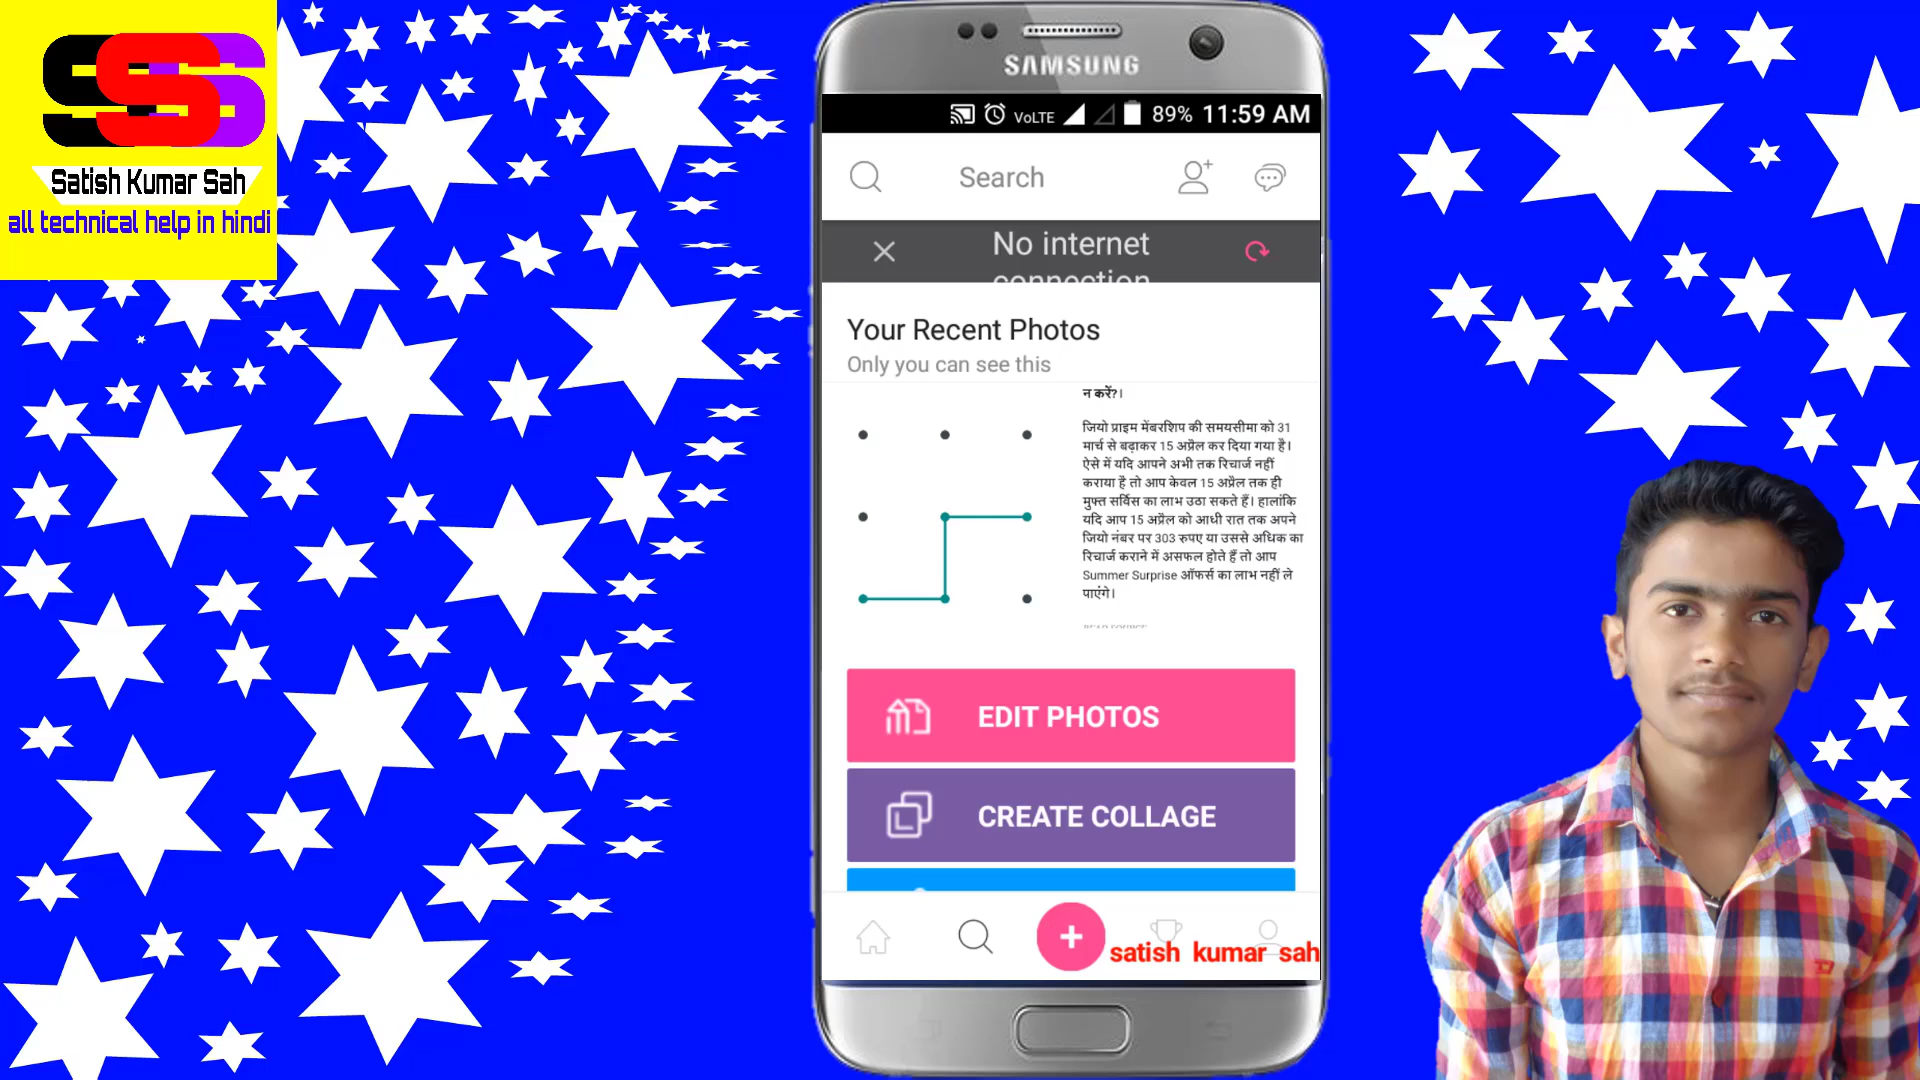 SSS
Satish Kumar Sah
all technical help in hindi
SAMSUNG
VoLTE 89% 11:59 AM
Search
No internet
connection
Your Recent Photos
Only you can see this
न करें?।
जियो प्राइम मेंबरशिप की समयसीमा को 31
मार्च से बढ़ाकर 15 अप्रैल कर दिया गया है।
ऐसे में यदि आपने अभी तक रिचार्ज नहीं
कराया है तो आप केवल 15 अप्रैल तक ही
मुफ्त सर्विस का लाभ उठा सकते हैं। हालांकि
यदि आप 15 अप्रैल को आधी रात तक अपने
जियो नंबर पर 303 रुपए या उससे अधिक का
रिचार्ज कराने में असफल होते हैं तो आप
Summer Surprise ऑफर्स का लाभ नहीं ले
पाएंगे।
EDIT PHOTOS
CREATE COLLAGE
satish kumar sah